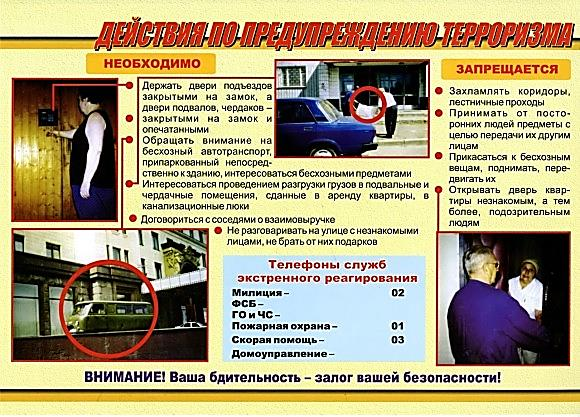 ДЕЙСТВИЯ ПО ПРЕДУПРЕЖДЕНИЮ ТЕРРОРИЗМА
НЕОБХОДИМО
Держать двери подъездов
закрытыми на замок, а
двери подвалов, чердаков –
закрытыми на замок и
опечатанными
Обращать внимание на
бесхозный автотранспорт,
припаркованный непосред-
ственно к зданию, интересоваться бесхозными предметами
Интересоваться проведением разгрузки грузов в подвальные и
чердачные помещения, сданные в аренду квартиры, в
канализационные люки
Договориться с соседями о взаимовыручке
Не разговаривать на улице с незнакомыми
лицами, не брать от них подарков
ЗАПРЕЩАЕТСЯ
Захламлять коридоры,
лестничные проходы
Принимать от посто-
ронних людей предметы с
целью передачи их другим
лицам
Прикасаться к бесхозным
вещам, поднимать, пере-
двигать их
Открывать дверь квар-
тиры незнакомым, а тем
более, подозрительным
людям
Телефоны служб
экстренного реагирования
Милиция – 02
ФСБ –
ГО и ЧС –
Пожарная охрана – 01
Скорая помощь – 03
Домоуправление –
ВНИМАНИЕ! Ваша бдительность – залог вашей безопасности!